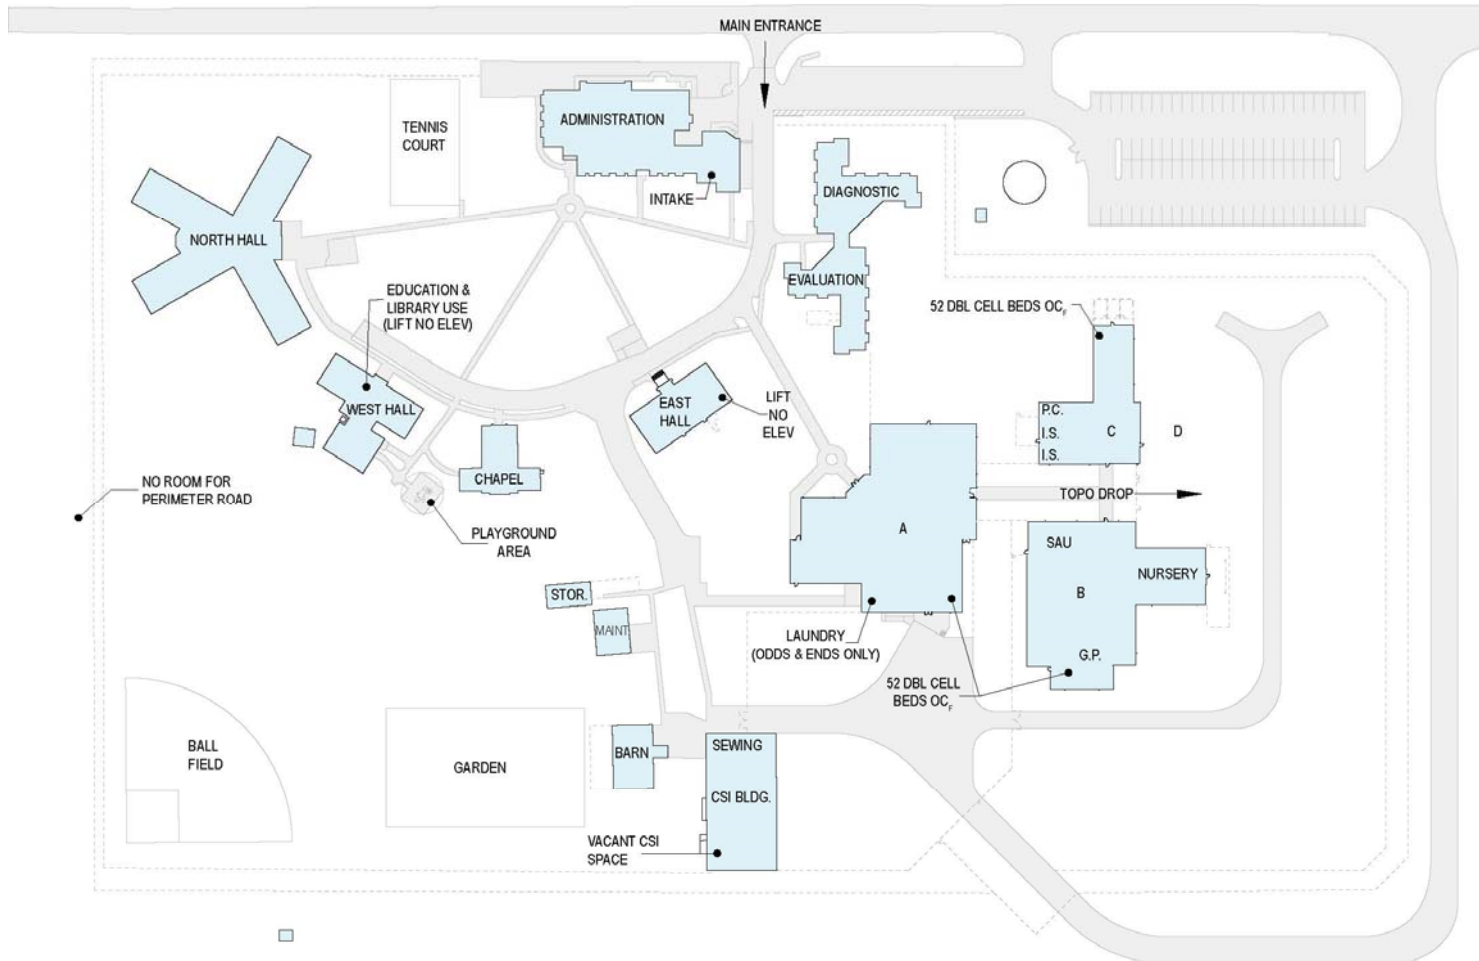 MAIN ENTRANCE
ADMINISTRATION
TENNIS
COURT
INTAKE
DIAGNOSTIC
NORTH HALL
EVALUATION
EDUCATION &
LIBRARY USE
(LIFT NO ELEV)
52 DBL CELL BEDS OCF
WEST HALL
EAST
HALL
LIFT
NO
ELEV
P.C.
I.S.
I.S.
C
D
CHAPEL
NO ROOM FOR
PERIMETER ROAD
TOPO DROP
PLAYGROUND
AREA
A
SAU
NURSERY
B
STOR.
MAINT
LAUNDRY
(ODDS & ENDS ONLY)
G.P.
52 DBL CELL
BEDS OCF
BALL
FIELD
GARDEN
BARN
SEWING
CSI BLDG.
VACANT CSI
SPACE